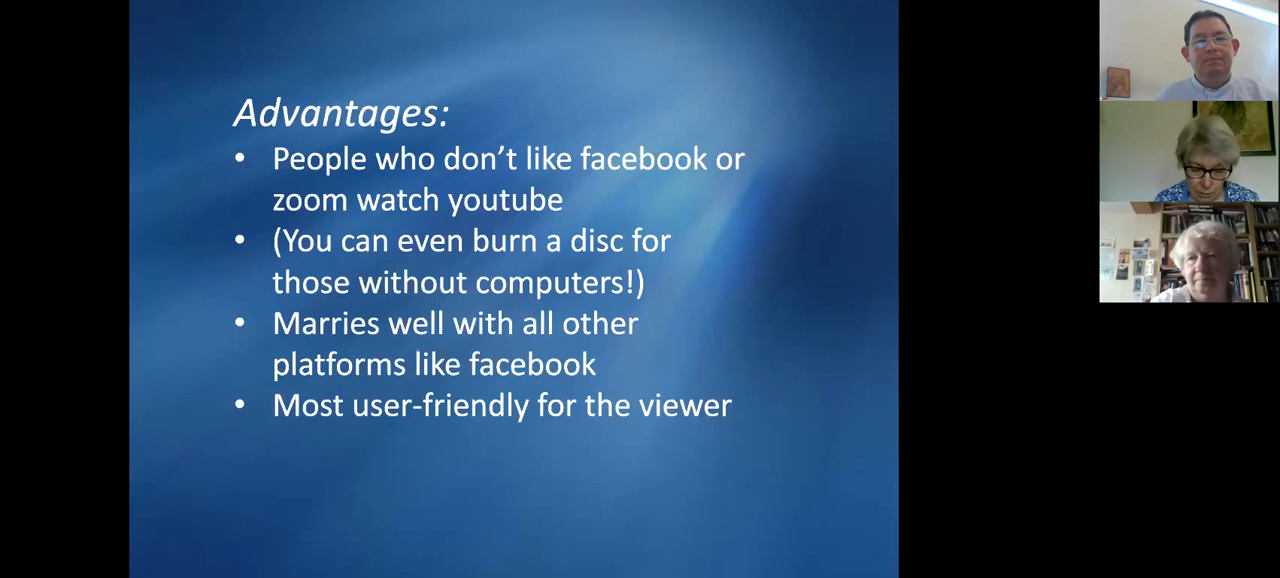 Advantages:
• People who don’t like facebook or
zoom watch youtube
• (You can even burn a disc for
those without computers!)
• Marries well with all other
platforms like facebook
• Most user-friendly for the viewer